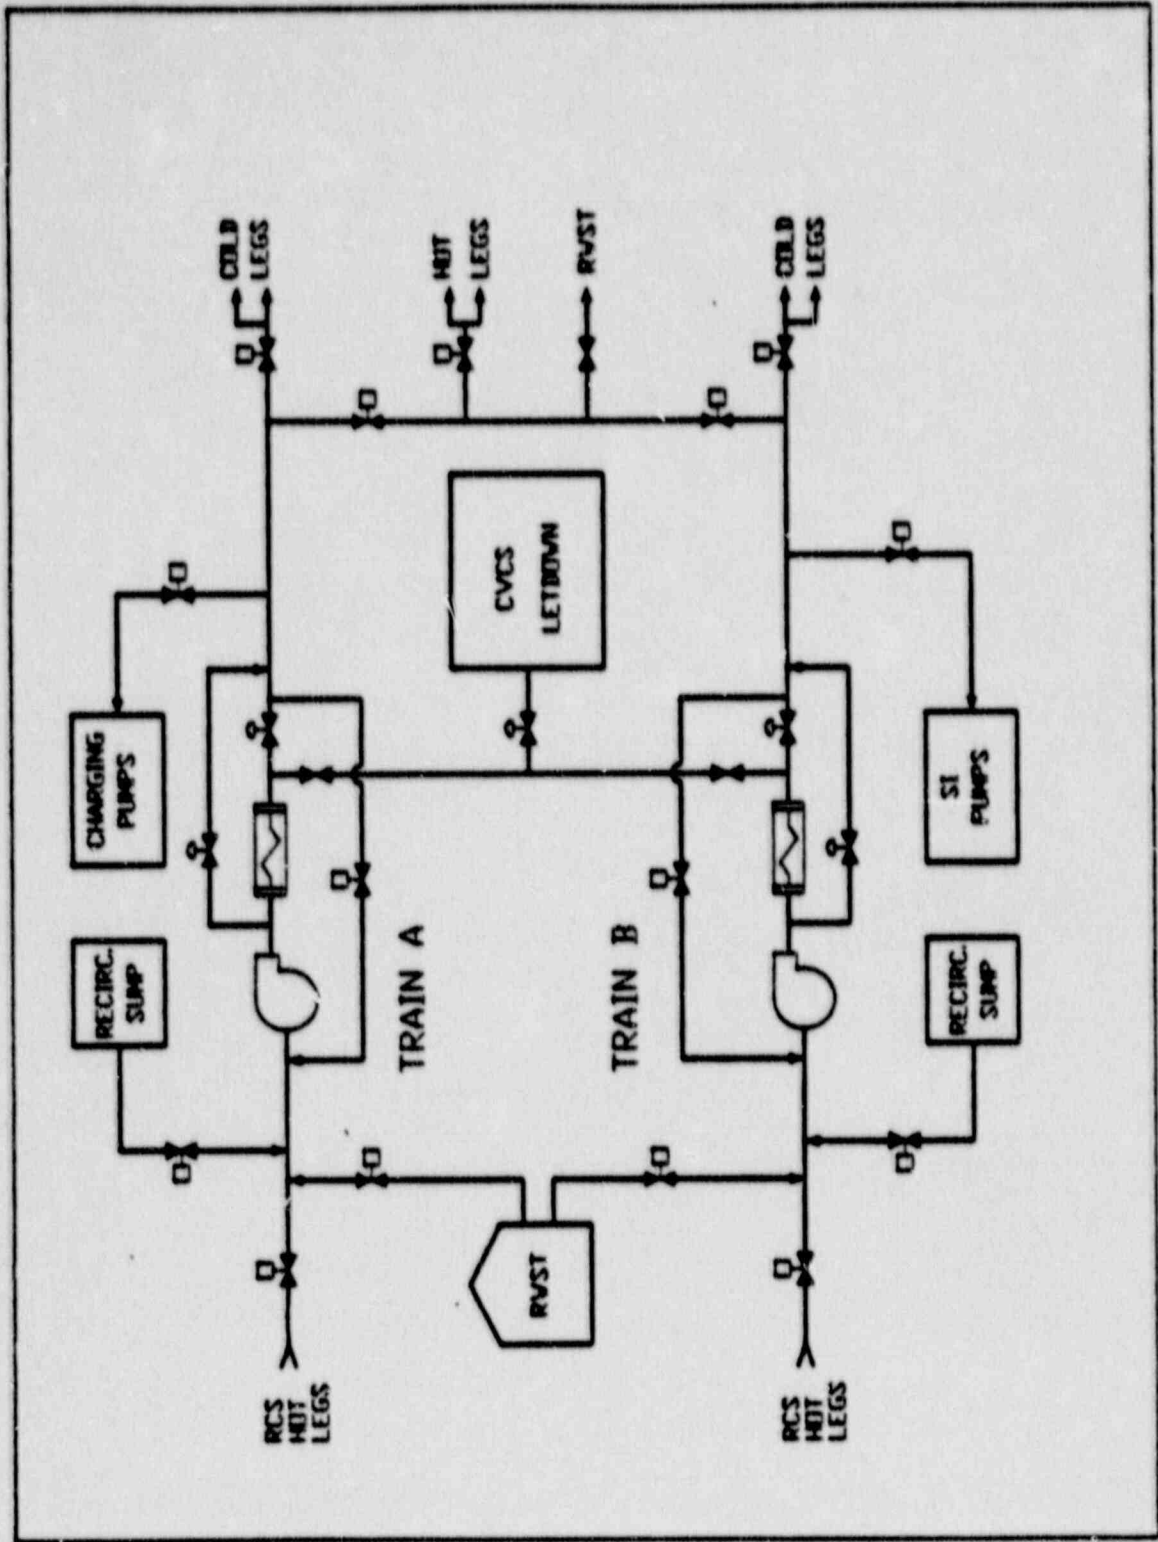 RECIRC.
SUMP
CHARGING
PUMPS
COLD
LEGS
RCS
HOT
LEGS
TRAIN A
HOT
LEGS
CVCS
LETDOWN
RWST
RWST
TRAIN B
RCS
HOT
LEGS
COLD
LEGS
RECIRC.
SUMP
SI
PUMPS